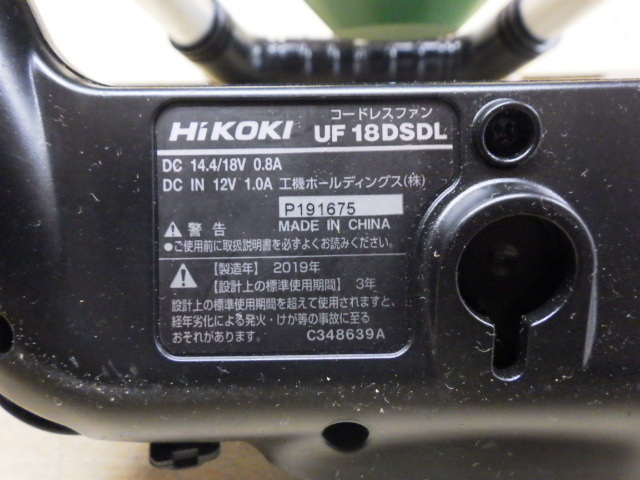 コードレスファン
HiKOKI UF 18DSDL
DC 14.4/18V 0.8A
DC IN 12V 1.0A 工機ホールディングス(株)
P191675
⚠警告 MADE IN CHINA
●ご使用前に取扱説明書を必ずよくお読みください。
【製造年】 2019年
【設計上の標準使用期間】 3年
設計上の標準使用期間を超えて使用されますと、
経年劣化による発火・けが等の事故に至る
おそれがあります。 C348639A